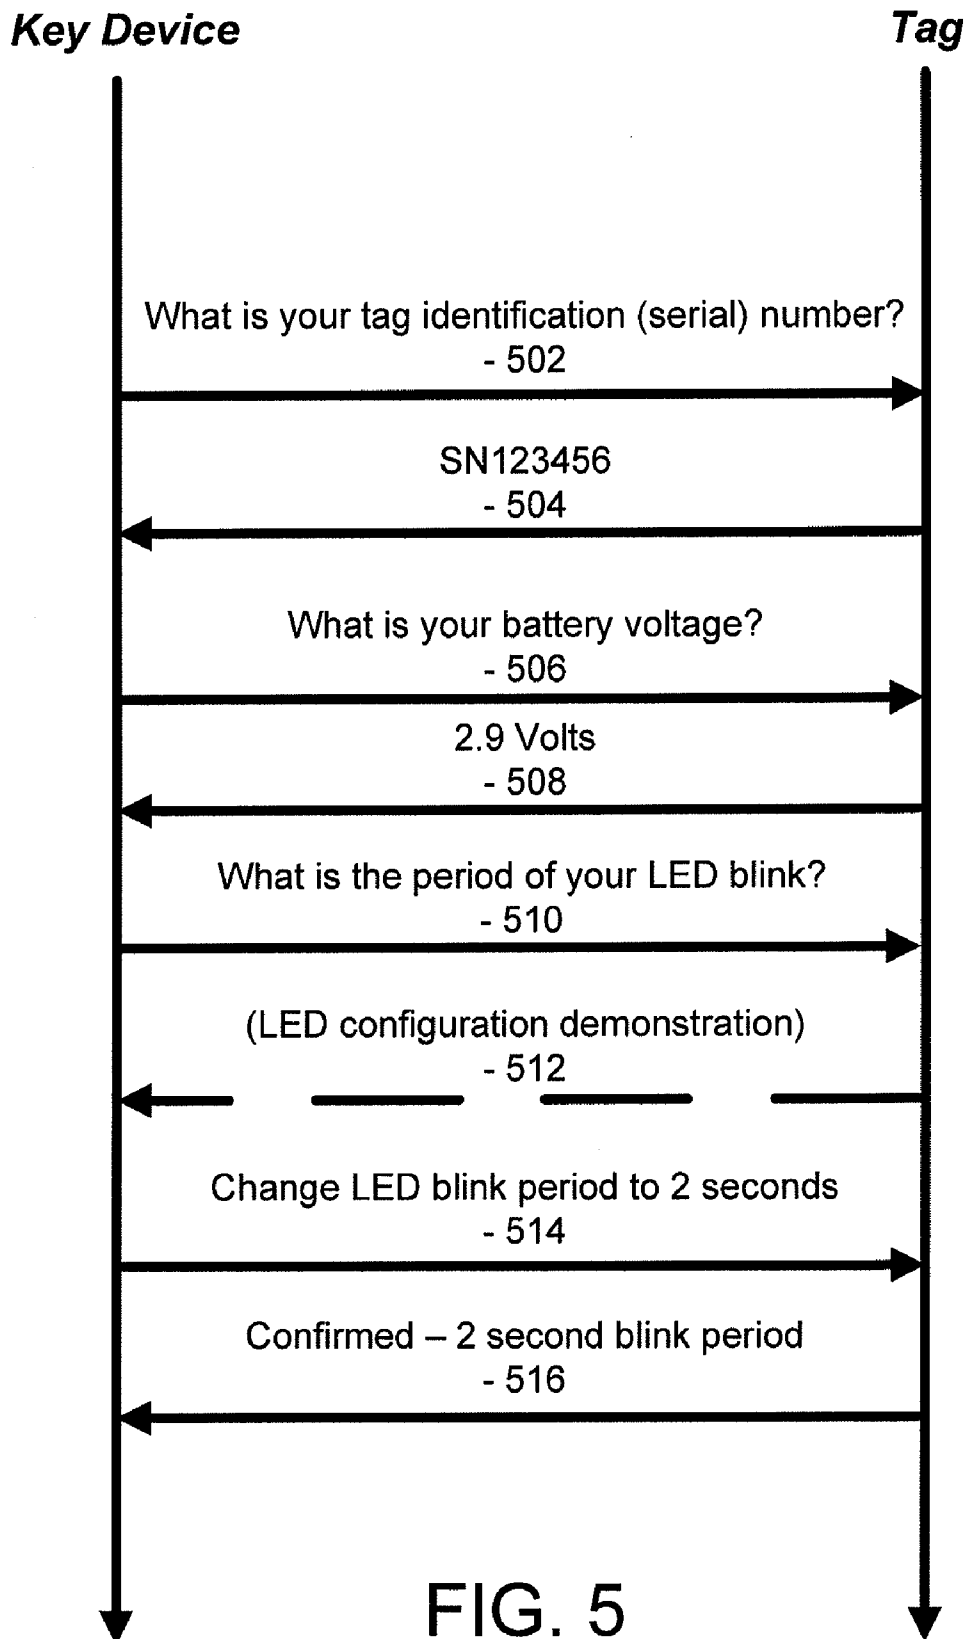 Key Device
Tag
What is your tag identification (serial) number?
- 502
SN123456
- 504
What is your battery voltage?
- 506
2.9 Volts
- 508
What is the period of your LED blink?
- 510
(LED configuration demonstration)
- 512
Change LED blink period to 2 seconds
- 514
Confirmed – 2 second blink period
- 516
FIG. 5